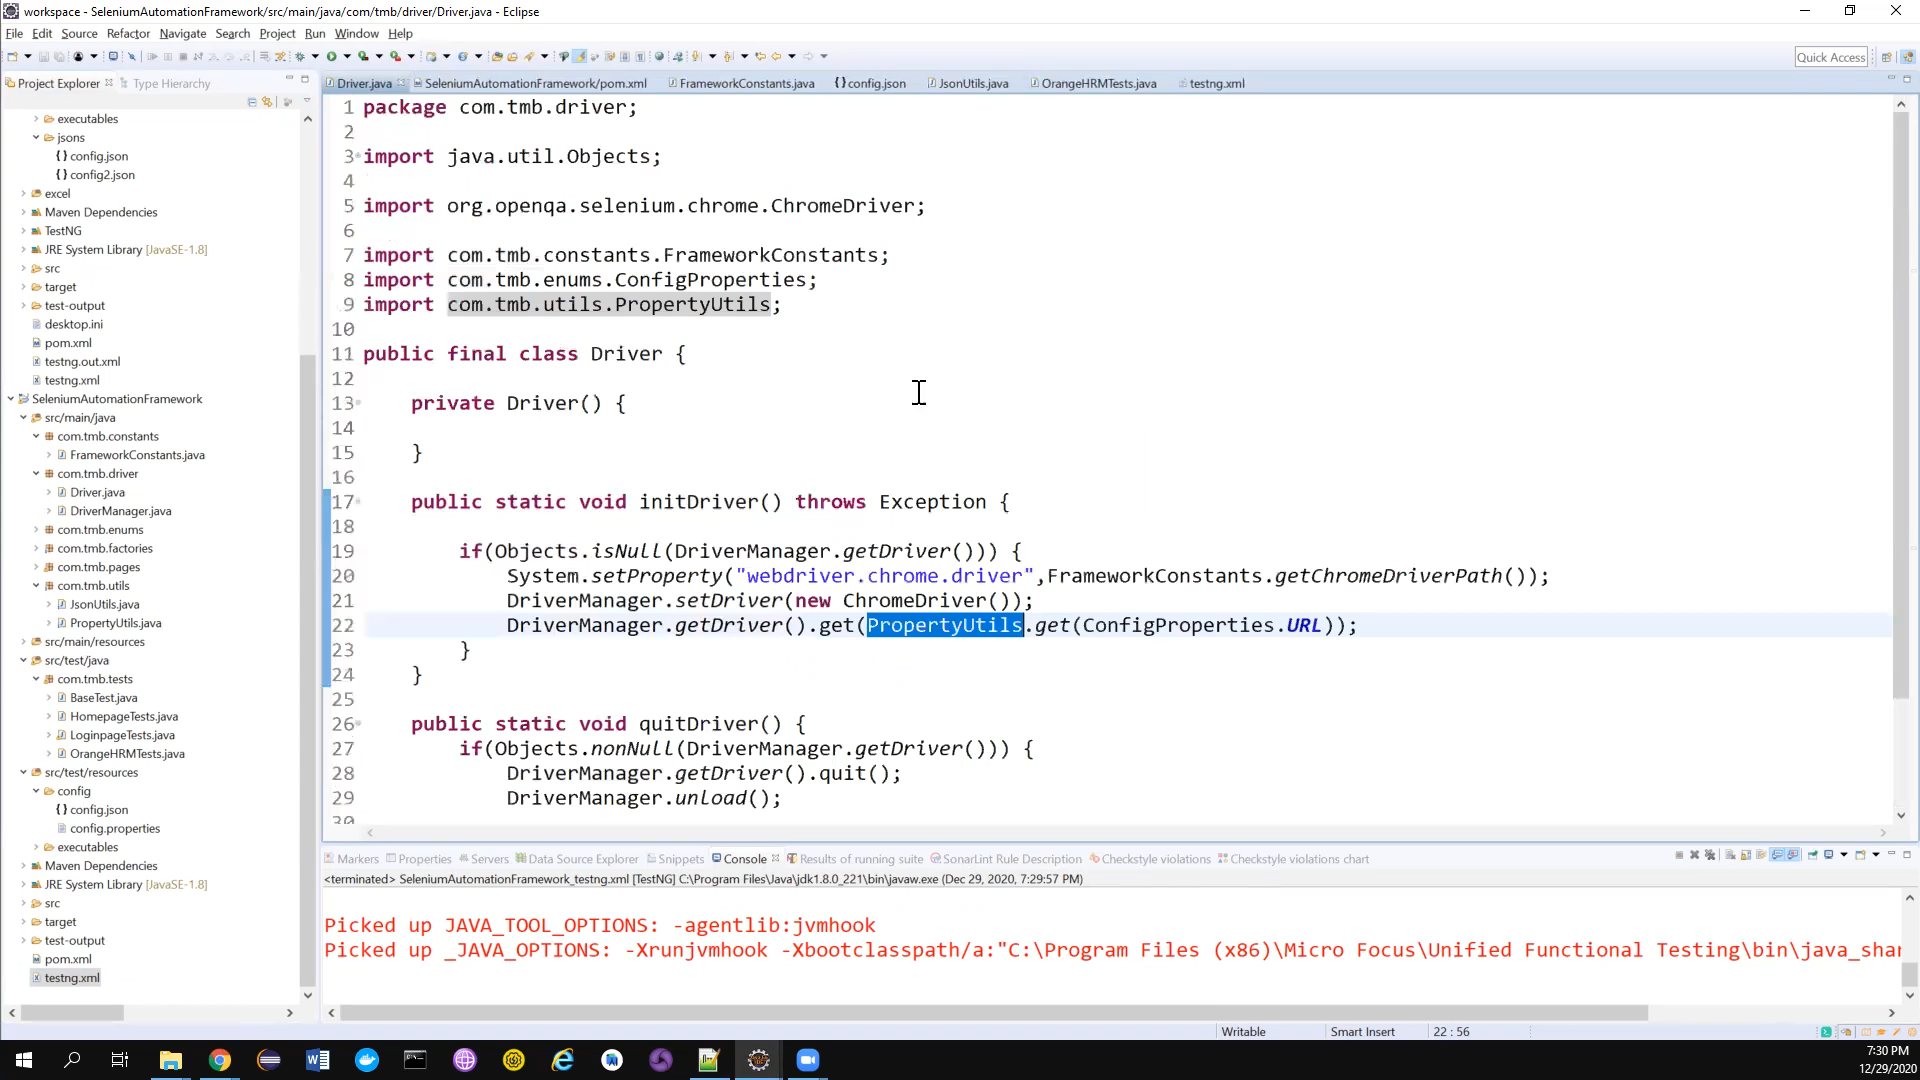 workspace - SeleniumAutomationFramework/src/main/java/com/tmb/driver/Driver.java - Eclipse
File Edit Source Refactor Navigate Search Project Run Window Help
Quick Access
Project Explorer Type Hierarchy
executables
jsons
config.json
config2.json
excel
Maven Dependencies
TestNG
JRE System Library [JavaSE-1.8]
src
target
test-output
desktop.ini
pom.xml
testng.out.xml
testng.xml
SeleniumAutomationFramework
src/main/java
com.tmb.constants
FrameworkConstants.java
com.tmb.driver
Driver.java
DriverManager.java
com.tmb.enums
com.tmb.factories
com.tmb.pages
com.tmb.utils
JsonUtils.java
PropertyUtils.java
src/main/resources
src/test/java
com.tmb.tests
BaseTest.java
HomepageTests.java
LoginpageTests.java
OrangeHRMTests.java
src/test/resources
config
config.json
config.properties
executables
Maven Dependencies
JRE System Library [JavaSE-1.8]
src
target
test-output
pom.xml
testng.xml
Driver.java SeleniumAutomationFramework/pom.xml FrameworkConstants.java config.json JsonUtils.java OrangeHRMTests.java testng.xml
1 package com.tmb.driver;
2
3 import java.util.Objects;
4
5 import org.openqa.selenium.chrome.ChromeDriver;
6
7 import com.tmb.constants.FrameworkConstants;
8 import com.tmb.enums.ConfigProperties;
9 import com.tmb.utils.PropertyUtils;
10
11 public final class Driver {
12
13 private Driver() {
14
15 }
16
17 public static void initDriver() throws Exception {
18
19 if(Objects.isNull(DriverManager.getDriver())) {
20 System.setProperty("webdriver.chrome.driver",FrameworkConstants.getChromeDriverPath());
21 DriverManager.setDriver(new ChromeDriver());
22 DriverManager.getDriver().get(PropertyUtils.get(ConfigProperties.URL));
23 }
24 }
25
26 public static void quitDriver() {
27 if(Objects.nonNull(DriverManager.getDriver())) {
28 DriverManager.getDriver().quit();
29 DriverManager.unload();
30
Markers Properties Servers Data Source Explorer Snippets Console Results of running suite SonarLint Rule Description Checkstyle violations Checkstyle violations chart
<terminated> SeleniumAutomationFramework_testng.xml [TestNG] C:\Program Files\Java\jdk1.8.0_221\bin\javaw.exe (Dec 29, 2020, 7:29:57 PM)
Picked up JAVA_TOOL_OPTIONS: -agentlib:jvmhook
Picked up _JAVA_OPTIONS: -Xrunjvmhook -Xbootclasspath/a:"C:\Program Files (x86)\Micro Focus\Unified Functional Testing\bin\java_shar
Writable Smart Insert 22 : 56
7:30 PM
12/29/2020